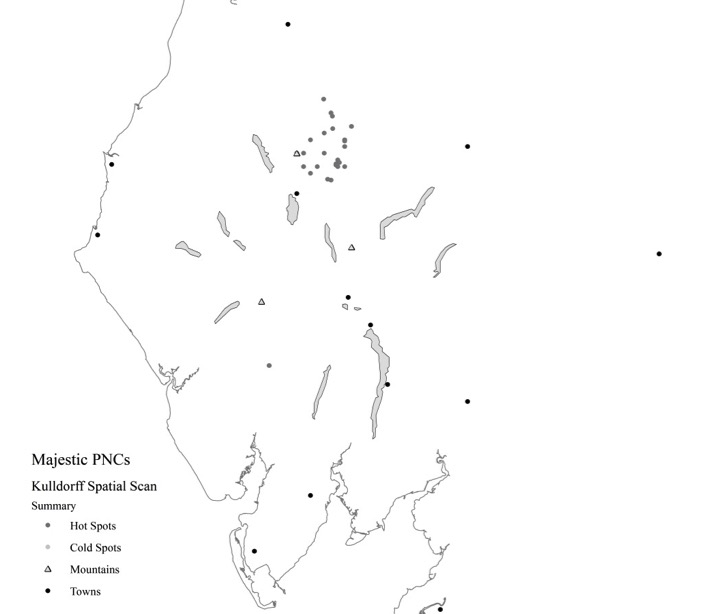 Majestic PNCs
Kulldorff Spatial Scan
Summary
Hot Spots
Cold Spots
Mountains
Towns